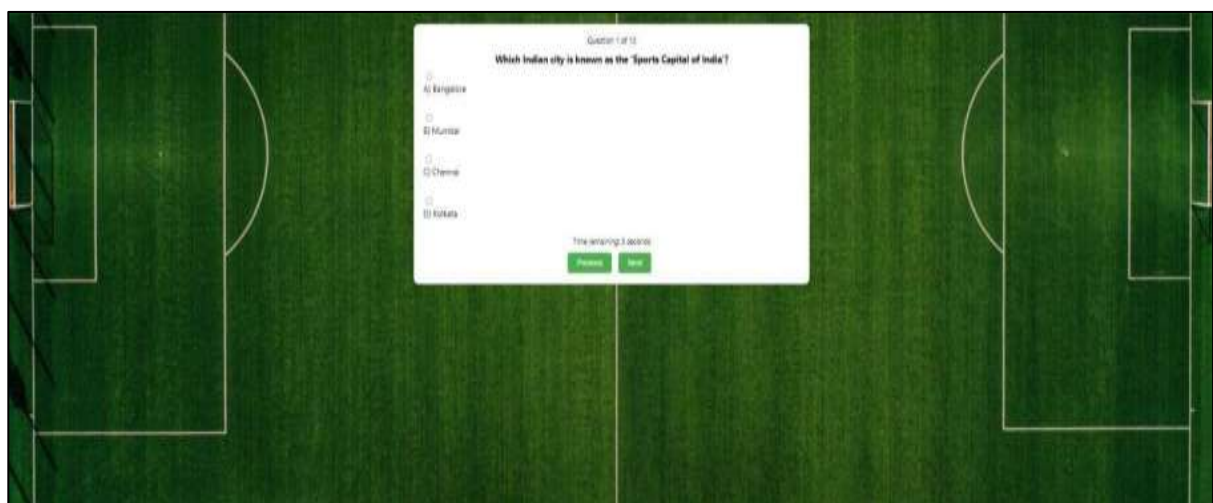 Question 1 of 10
Which Indian city is known as the 'Sports Capital of India'?
A) Bangalore
B) Mumbai
C) Chennai
D) Kolkata
Time remaining: seconds
Previous Next